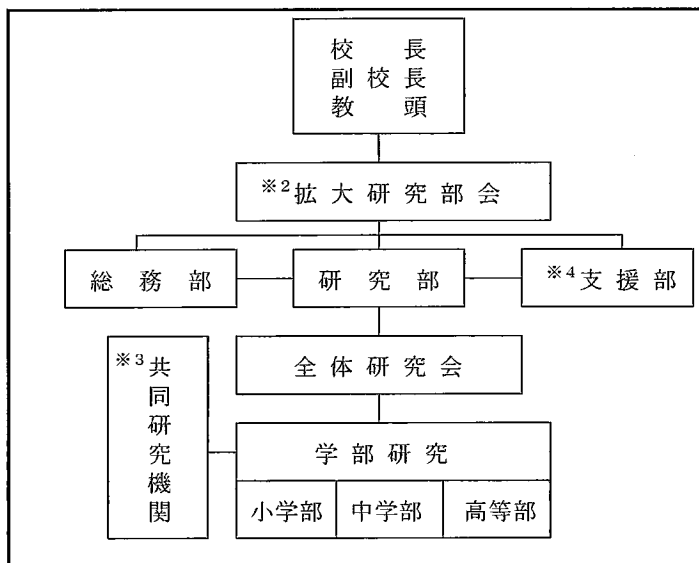 校長
副校長
教頭
※2拡大研究部会
総務部
研究部
※4支援部
全体研究会
※3共同研究機関
学部研究
小学部
中学部
高等部